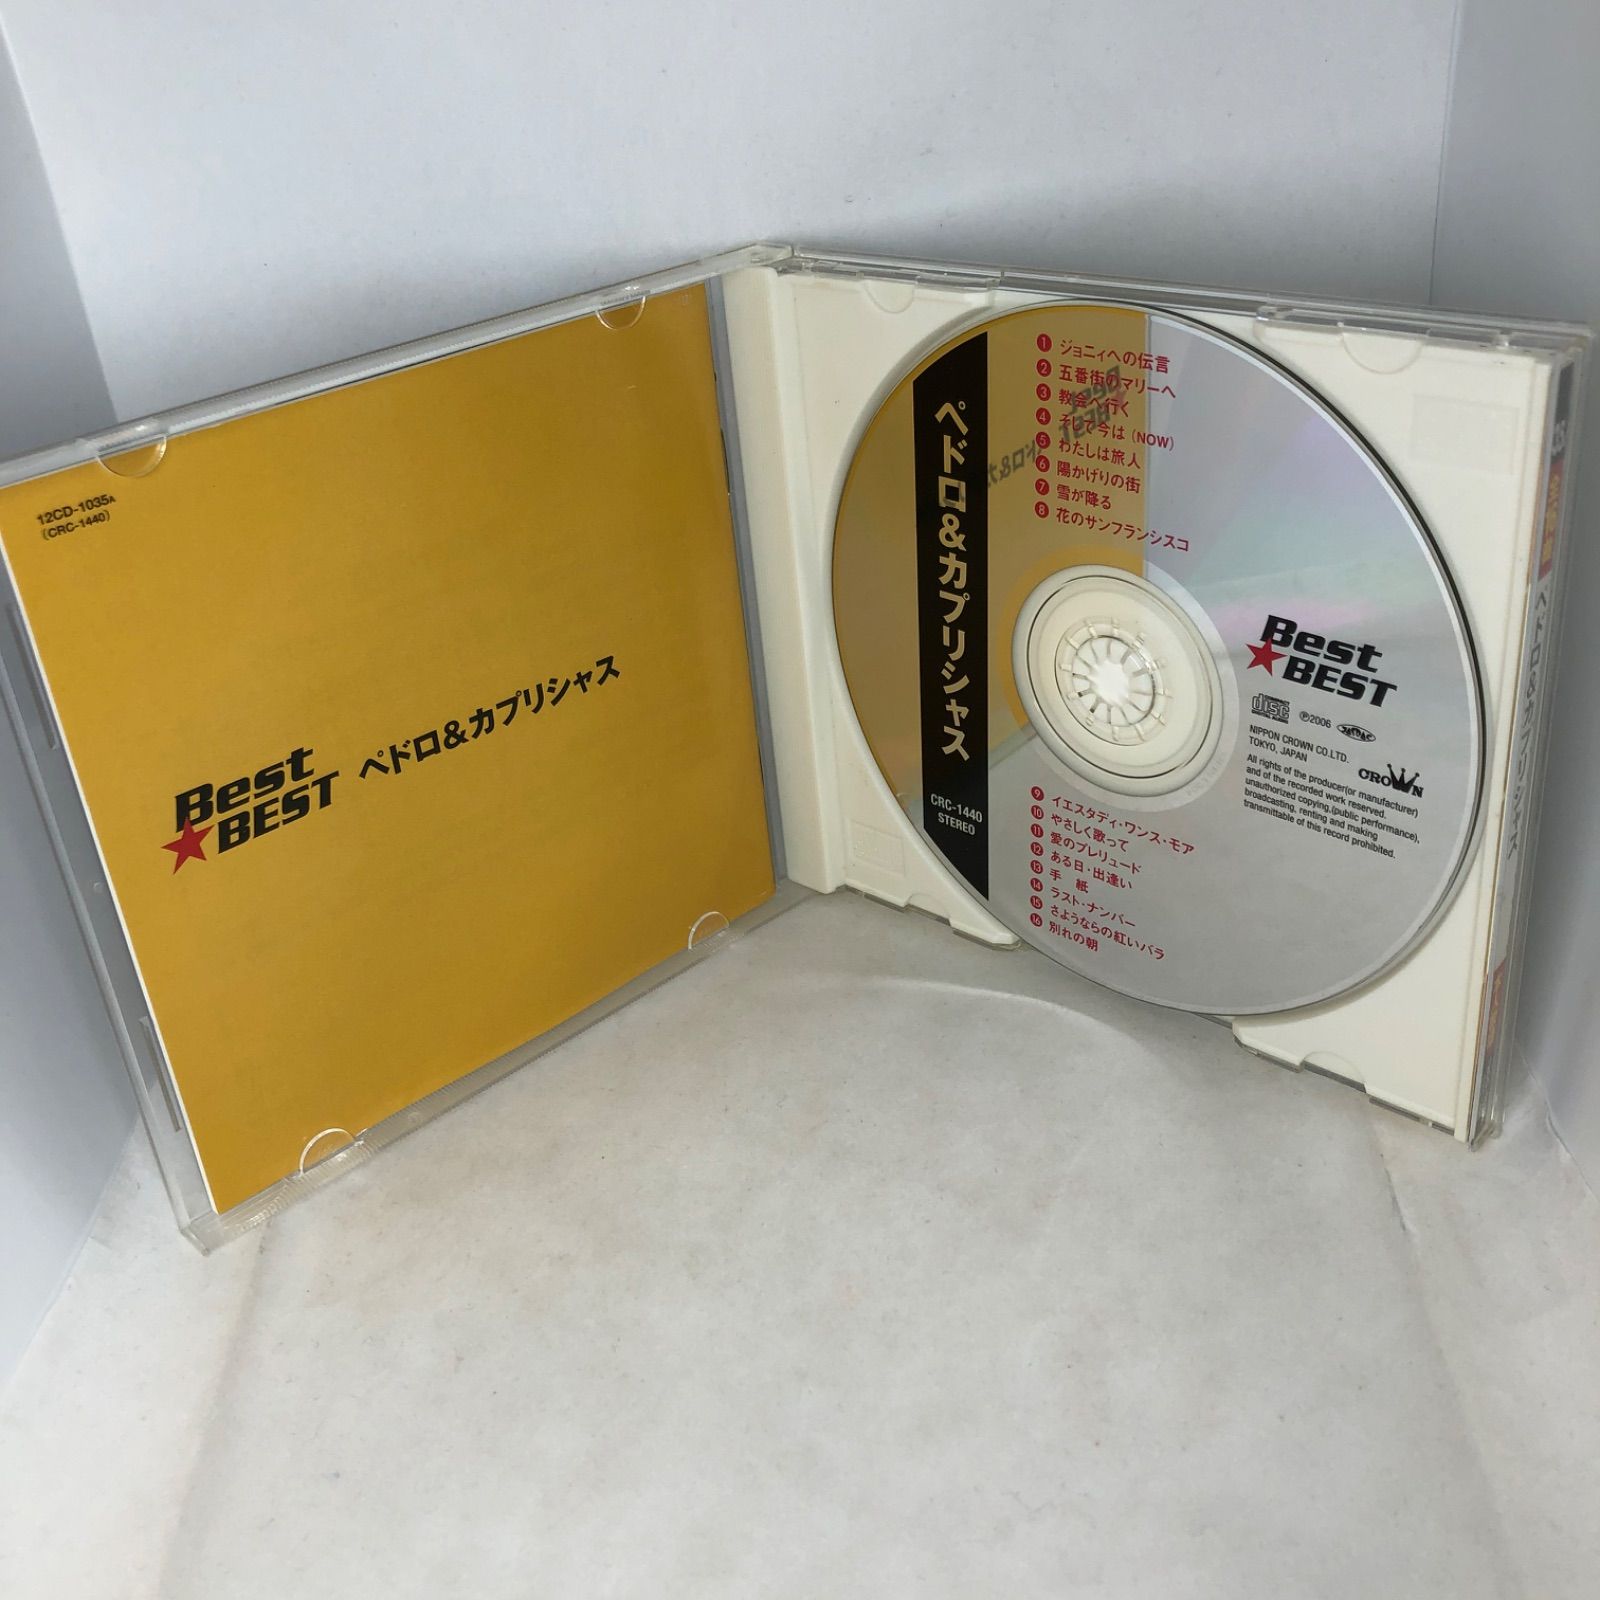 12CD-1035A
(CRC-1440)
Best
BEST
ペドロ&カプリシャス
ペドロ&カプリシャス
CRC-1440
STEREO
1 ジョニィへの伝言
2 五番街のマリーへ
3 教会へ行く
4 そして今は (NOW)
5 わたしは旅人
6 陽かげりの街
7 雪が降る
8 花のサンフランシスコ
Best
BEST
COMPACT
disc
DIGITAL AUDIO
℗2006
JASRAC
NIPPON CROWN CO.LTD.
TOKYO, JAPAN
CROWN
All rights of the producer(or manufacturer)
and of the recorded work reserved.
unauthorized copying,(public performance),
broadcasting, renting and making
transmittable of this record prohibited.
9 イエスタディ・ワンス・モア
10 やさしく歌って
11 愛のプレリュード
12 ある日・出逢い
13 手 紙
14 ラスト・ナンバー
15 さようならの紅いバラ
16 別れの朝
ペドロ&カプリシャス